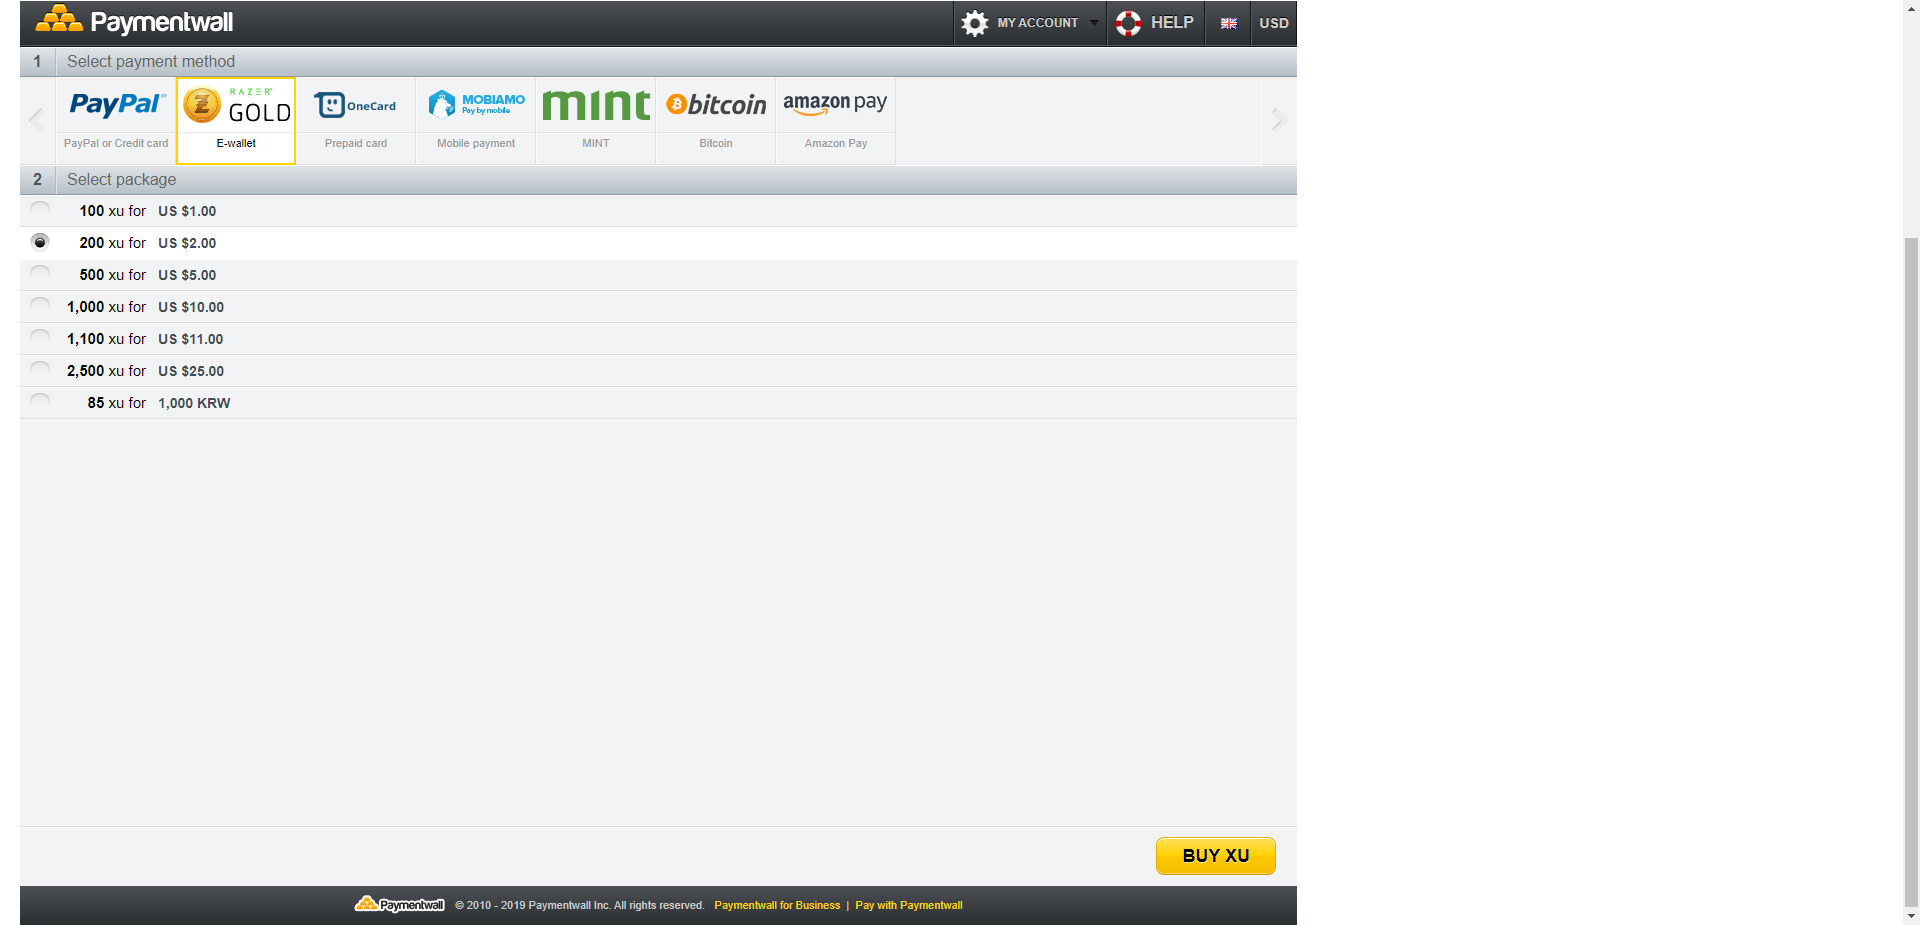 Paymentwall
MY ACCOUNT
HELP
USD
1 Select payment method
PayPal
RAZER
GOLD
OneCard
MOBIAMO
Pay by mobile
mint
bitcoin
amazon pay
PayPal or Credit card
E-wallet
Prepaid card
Mobile payment
MINT
Bitcoin
Amazon Pay
2 Select package
100 xu for US $1.00
200 xu for US $2.00
500 xu for US $5.00
1,000 xu for US $10.00
1,100 xu for US $11.00
2,500 xu for US $25.00
85 xu for 1,000 KRW
BUY XU
Paymentwall © 2010 - 2019 Paymentwall Inc. All rights reserved. Paymentwall for Business | Pay with Paymentwall